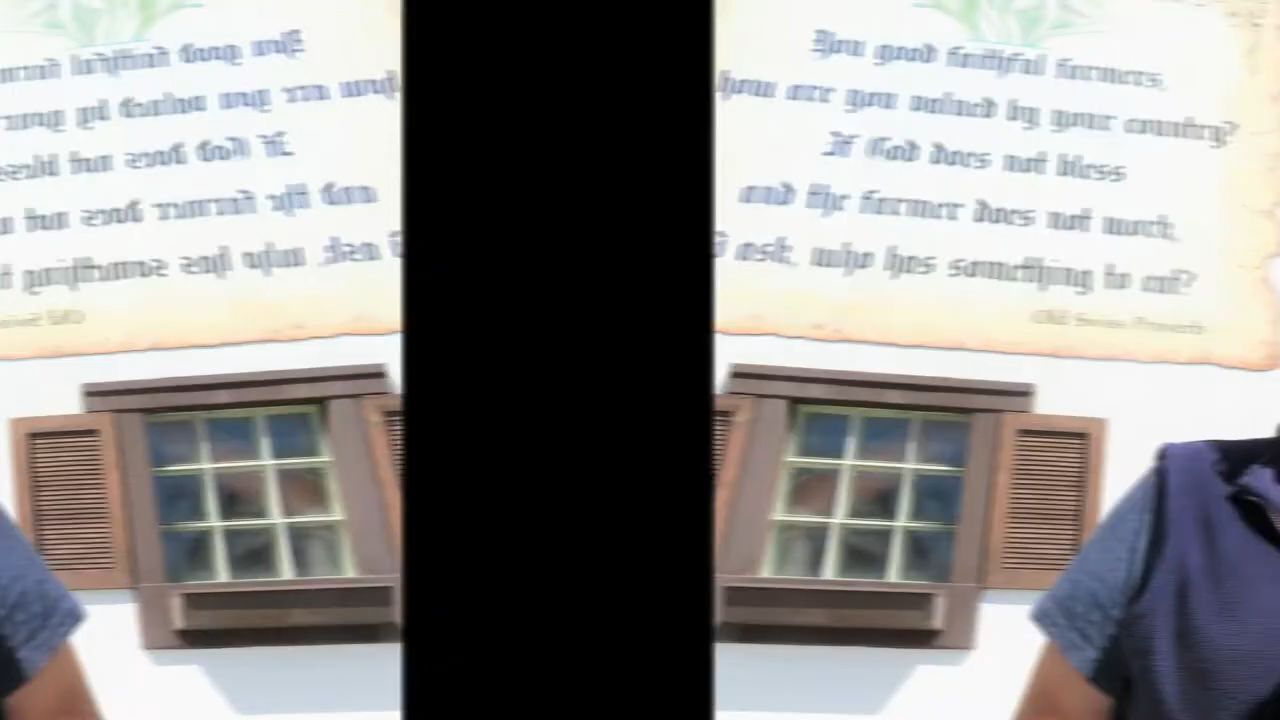 You good faithful farmers,
how are you valued by your country?
If God does not bless
and the farmer does not work,
I ask, who has something to eat?
Old Swiss Proverb